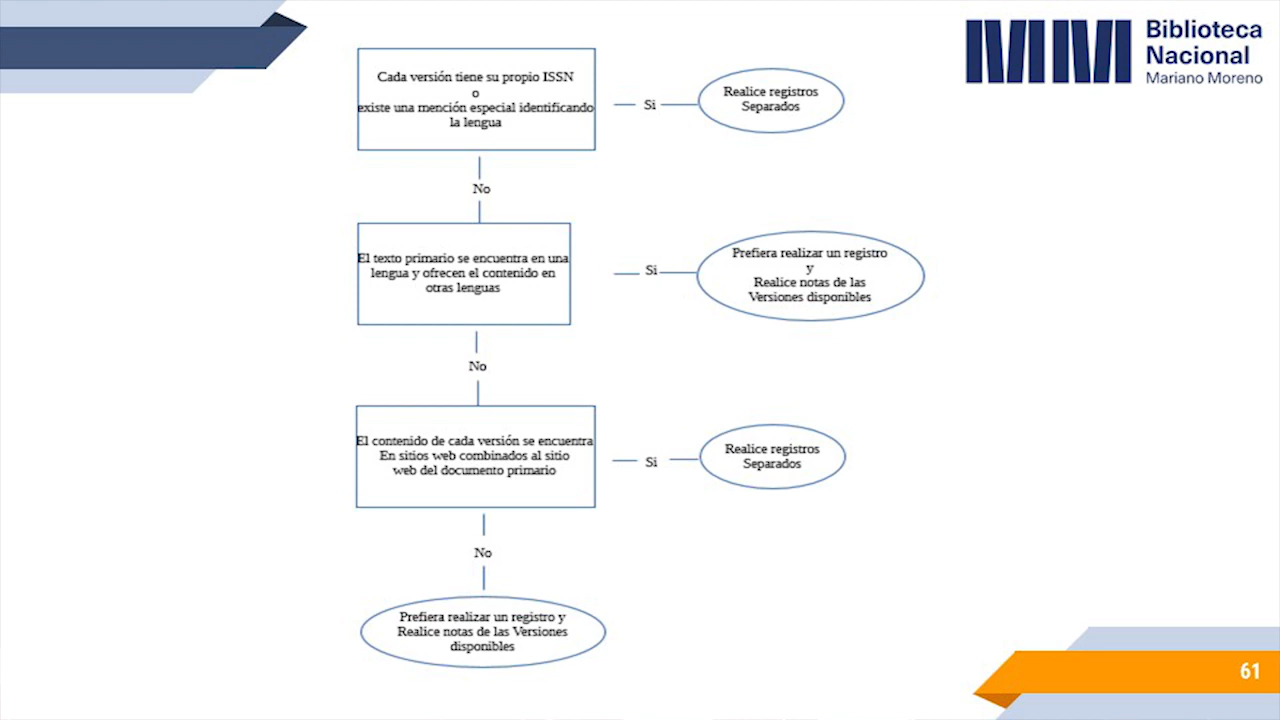 Biblioteca
Nacional
Mariano Moreno
Cada versión tiene su propio ISSN
o
existe una mención especial identificando
la lengua
Si
Realice registros
Separados
No
El texto primario se encuentra en una
lengua y ofrecen el contenido en
otras lenguas
Si
Prefiera realizar un registro
y
Realice notas de las
Versiones disponibles
No
El contenido de cada versión se encuentra
En sitios web combinados al sitio
web del documento primario
Si
Realice registros
Separados
No
Prefiera realizar un registro y
Realice notas de las Versiones
disponibles
61